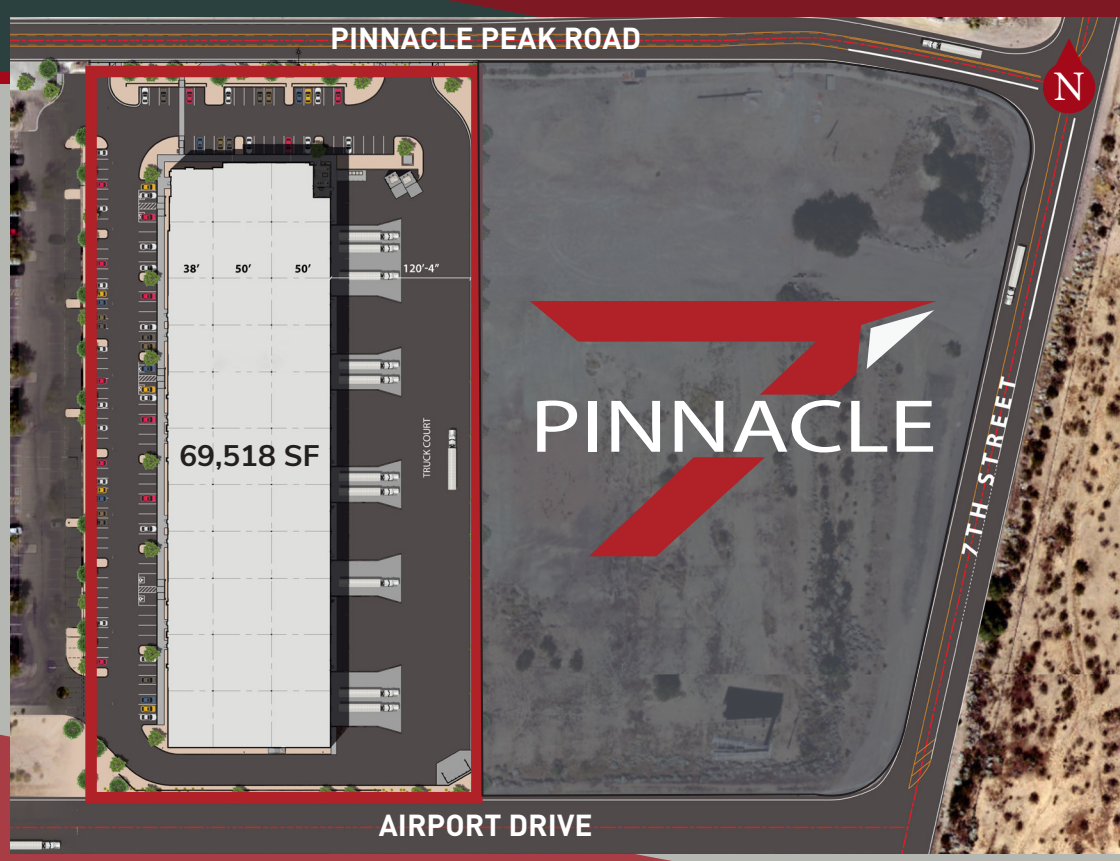 PINNACLE PEAK ROAD
N
38' 50' 50' 120'-4"
PINNACLE
69,518 SF
TRUCK COURT
7TH STREET
AIRPORT DRIVE